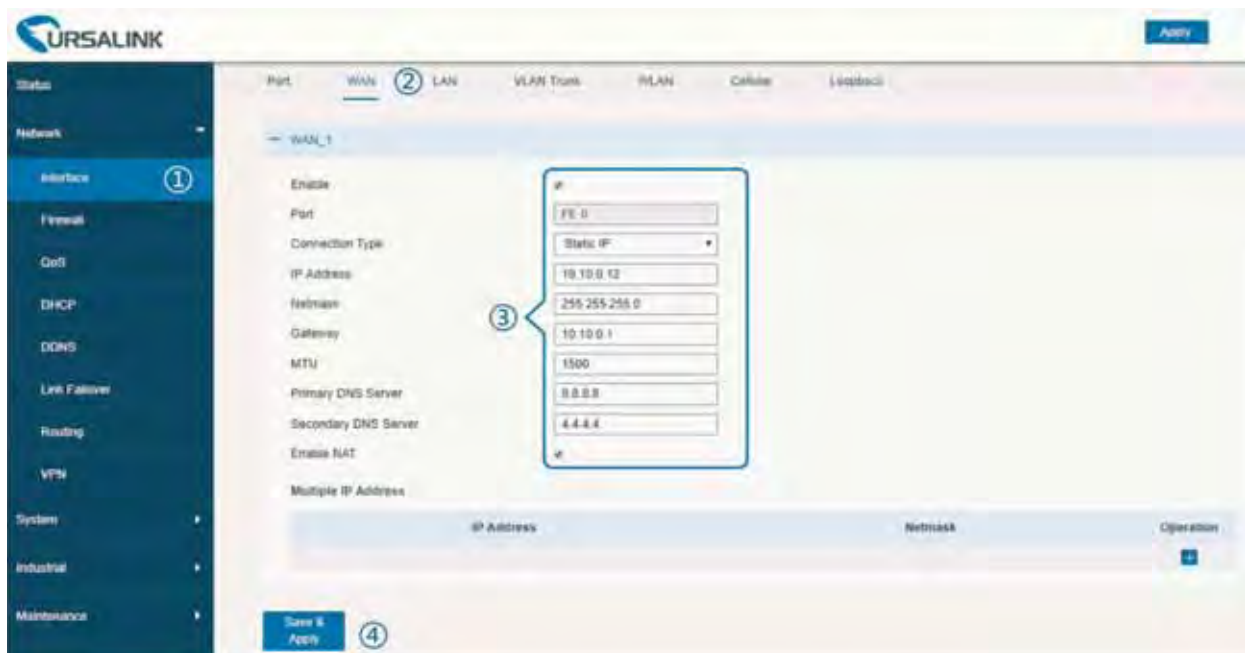 URSALINK
Apply
Status
Port WAN ② LAN VLAN Trunk WLAN Cellular Loopback
Network
WAN_1
Interface ①
Enable
Firewall
Port FE 0
Connection Type Static IP
QoS
IP Address 10.10.0.12
DHCP
Netmask 255.255.255.0
③
Gateway 10.10.0.1
DDNS
MTU 1500
Link Failover
Primary DNS Server 8.8.8.8
Secondary DNS Server 4.4.4.4
Routing
Enable NAT
VPN
Multiple IP Address
System
IP Address Netmask Operation
Industrial
+
Maintenance
Save &
Apply ④